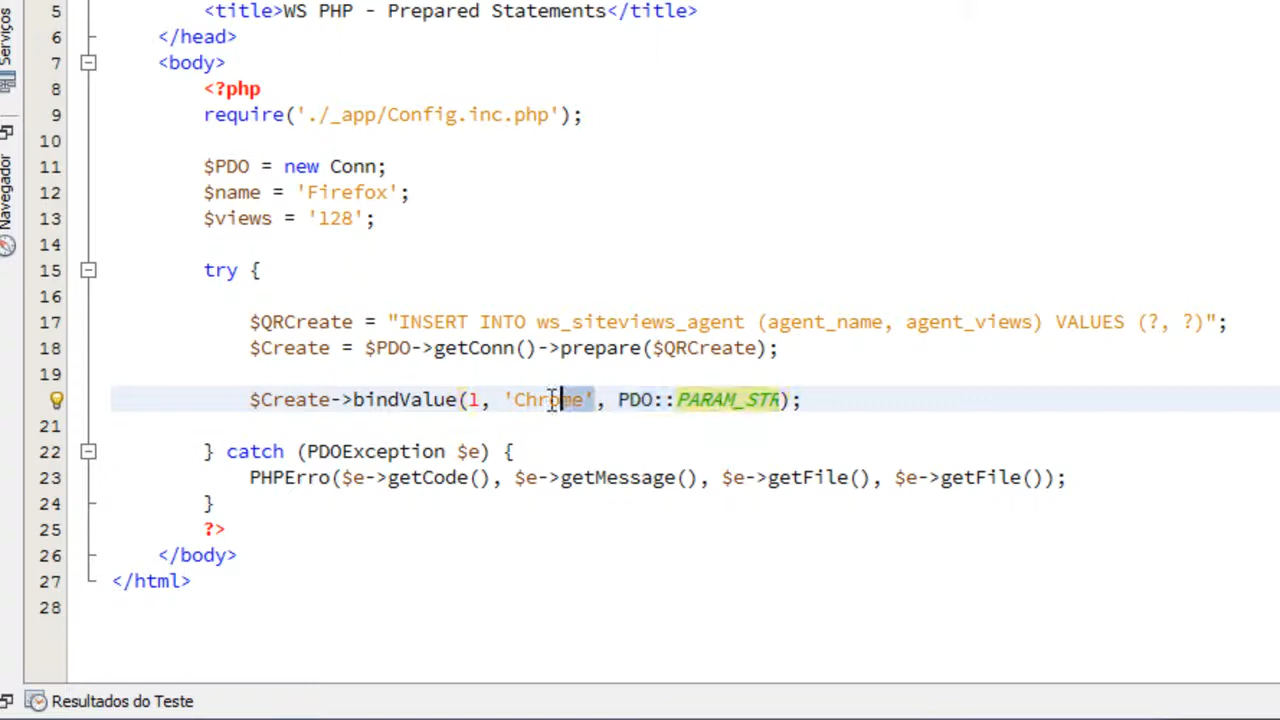 Serviços
Navegador
5 <title>WS PHP - Prepared Statements</title>
6 </head>
7 <body>
8 <?php
9 require('./_app/Config.inc.php');
10
11 $PDO = new Conn;
12 $name = 'Firefox';
13 $views = '128';
14
15 try {
16
17 $QRCreate = "INSERT INTO ws_siteviews_agent (agent_name, agent_views) VALUES (?, ?)";
18 $Create = $PDO->getConn()->prepare($QRCreate);
19
$Create->bindValue(1, 'Chrome', PDO::PARAM_STR);
21
22 } catch (PDOException $e) {
23 PHPErro($e->getCode(), $e->getMessage(), $e->getFile(), $e->getFile());
24 }
25 ?>
26 </body>
27 </html>
28
Resultados do Teste